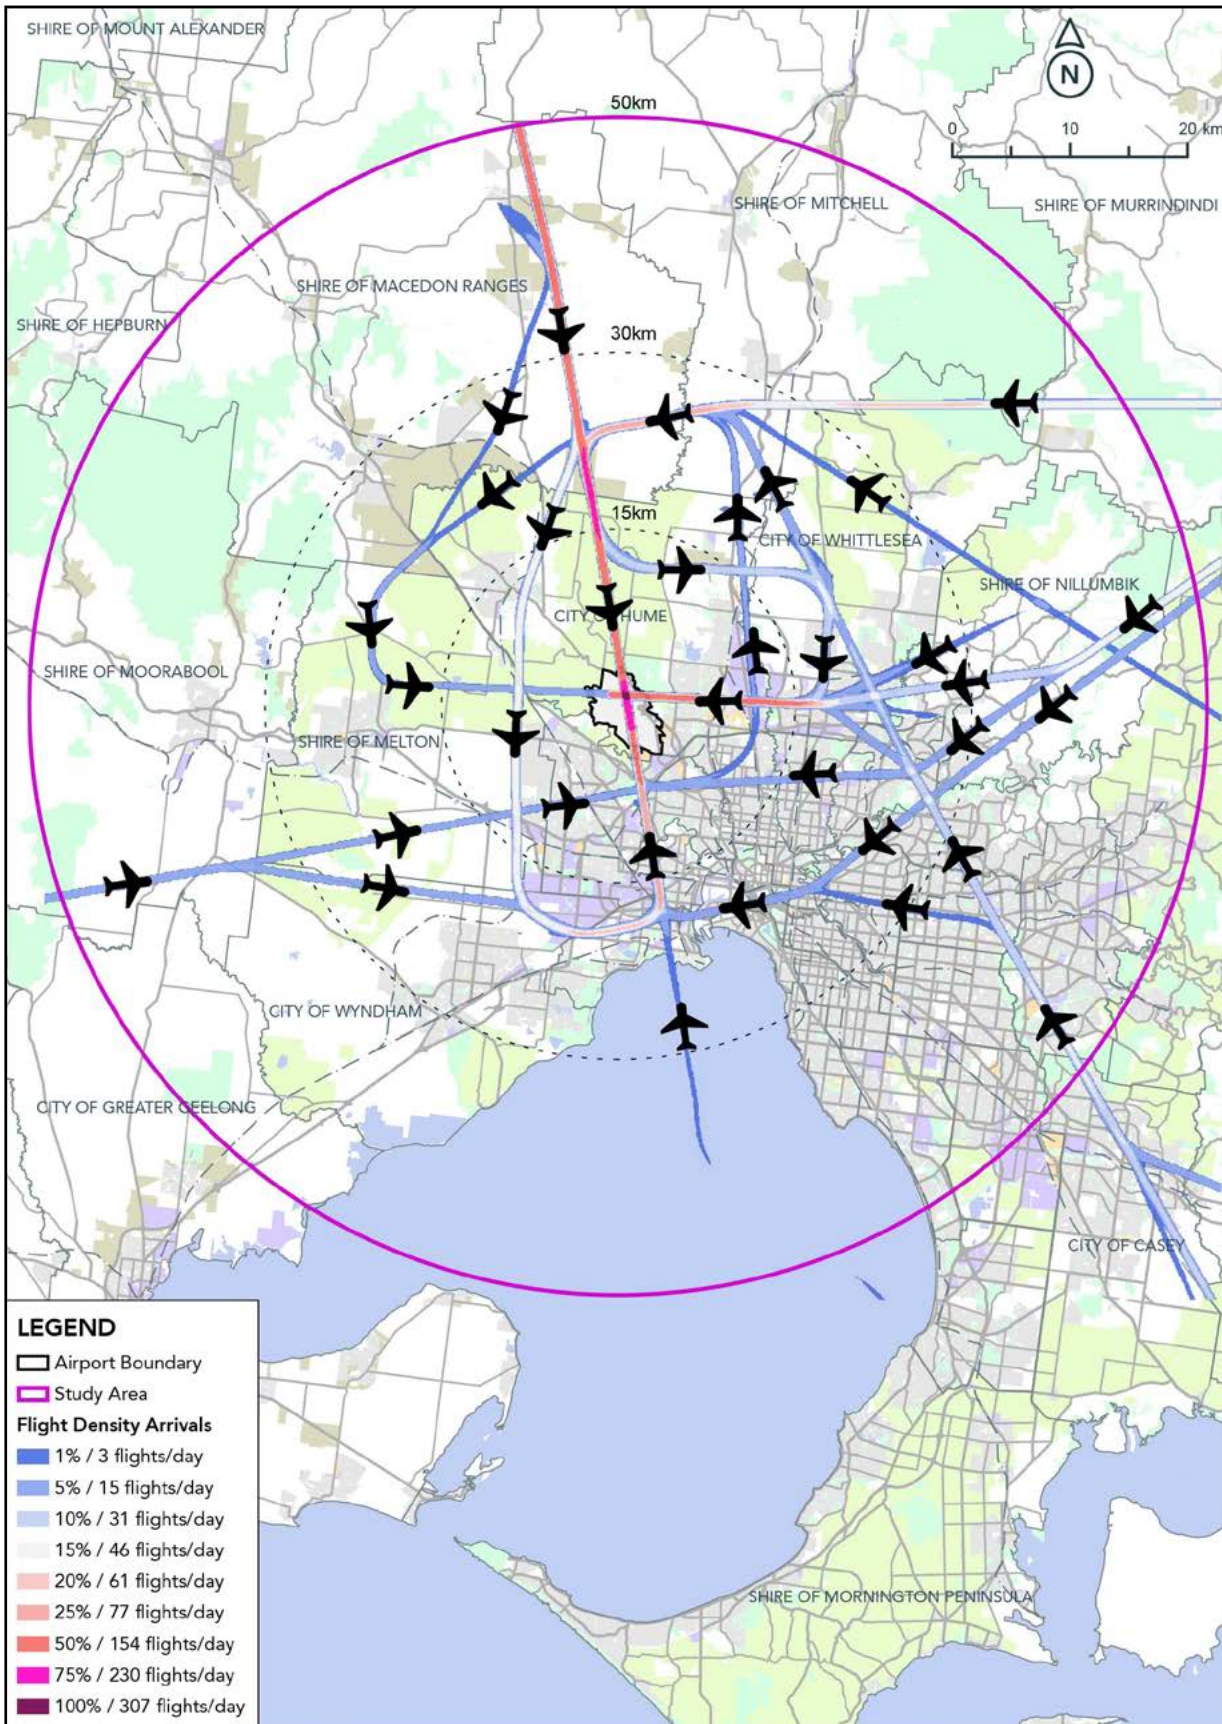 SHIRE OF MOUNT ALEXANDER
N
50km
0 10 20 km
SHIRE OF MITCHELL
SHIRE OF MURRINDINDI
SHIRE OF MACEDON RANGES
SHIRE OF HEPBURN
30km
15km
CITY OF WHITTLESEA
SHIRE OF NILLUMBIK
CITY OF HUME
SHIRE OF MOORABOOL
SHIRE OF MELTON
CITY OF WYNDHAM
CITY OF GREATER GEELONG
CITY OF CASEY
SHIRE OF MORNINGTON PENINSULA
LEGEND
Airport Boundary
Study Area
Flight Density Arrivals
1% / 3 flights/day
5% / 15 flights/day
10% / 31 flights/day
15% / 46 flights/day
20% / 61 flights/day
25% / 77 flights/day
50% / 154 flights/day
75% / 230 flights/day
100% / 307 flights/day